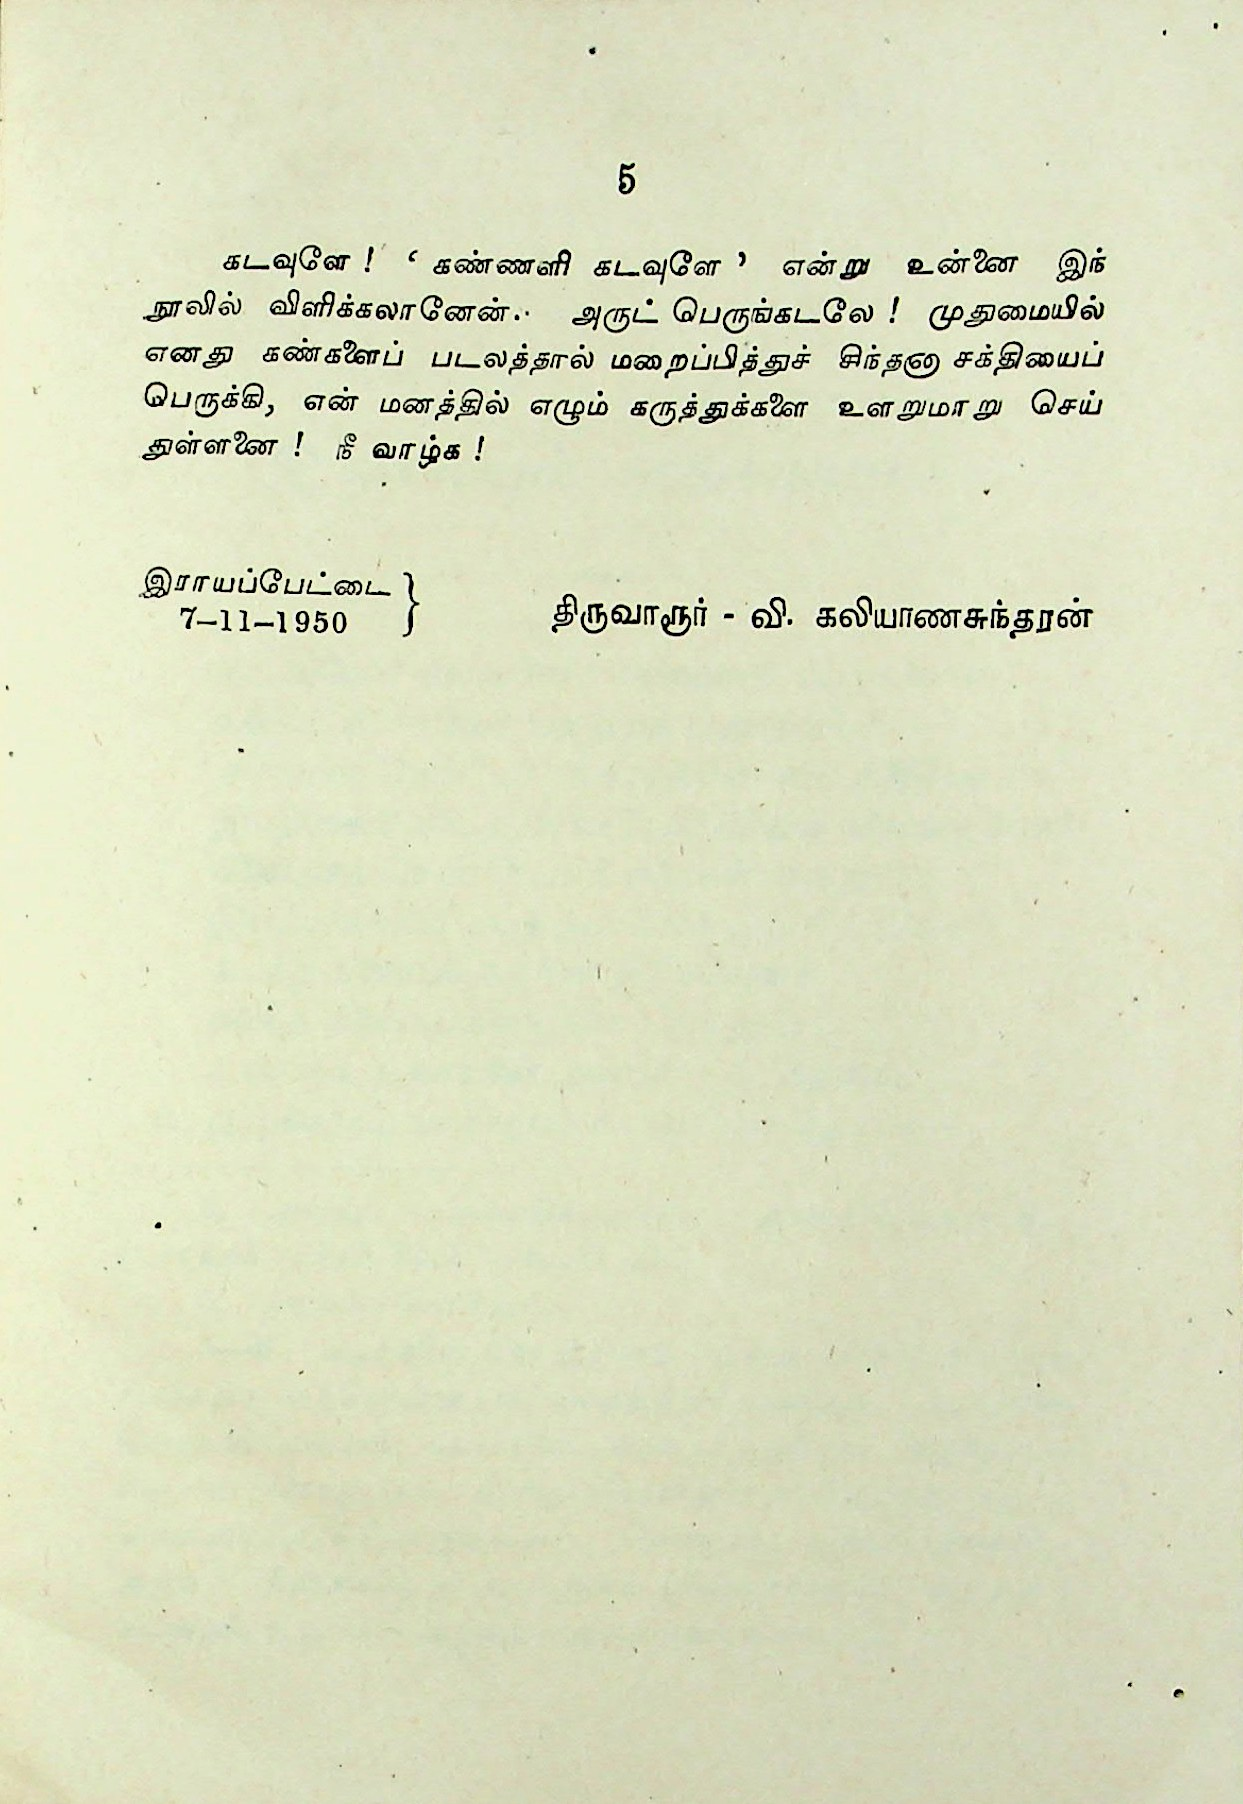 5
கடவுளே ! ‘ கண்ணளி கடவுளே ’ என்று உன்னை இந்
நூலில் விளிக்கலானேன். அருட் பெருங்கடலே ! முதுமையில்
எனது கண்களைப் படலத்தால் மறைப்பித்துச் சிந்தனா சக்தியைப்
பெருக்கி, என் மனத்தில் எழும் கருத்துக்களை உளறுமாறு செய்
துள்ளனை ! நீ வாழ்க !
இராயப்பேட்டை }
7–11–1950
திருவாரூர் - வி. கலியாணசுந்தரன்